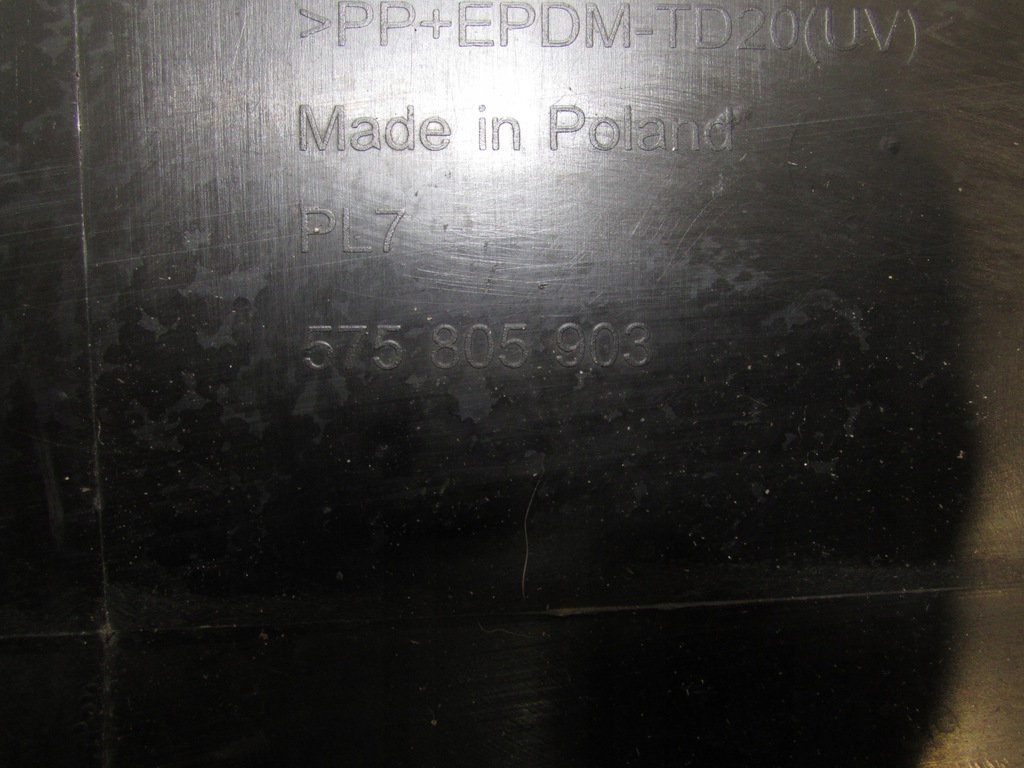 >PP+EPDM-TD20(UV)<
Made in Poland
PL7
575 805 903